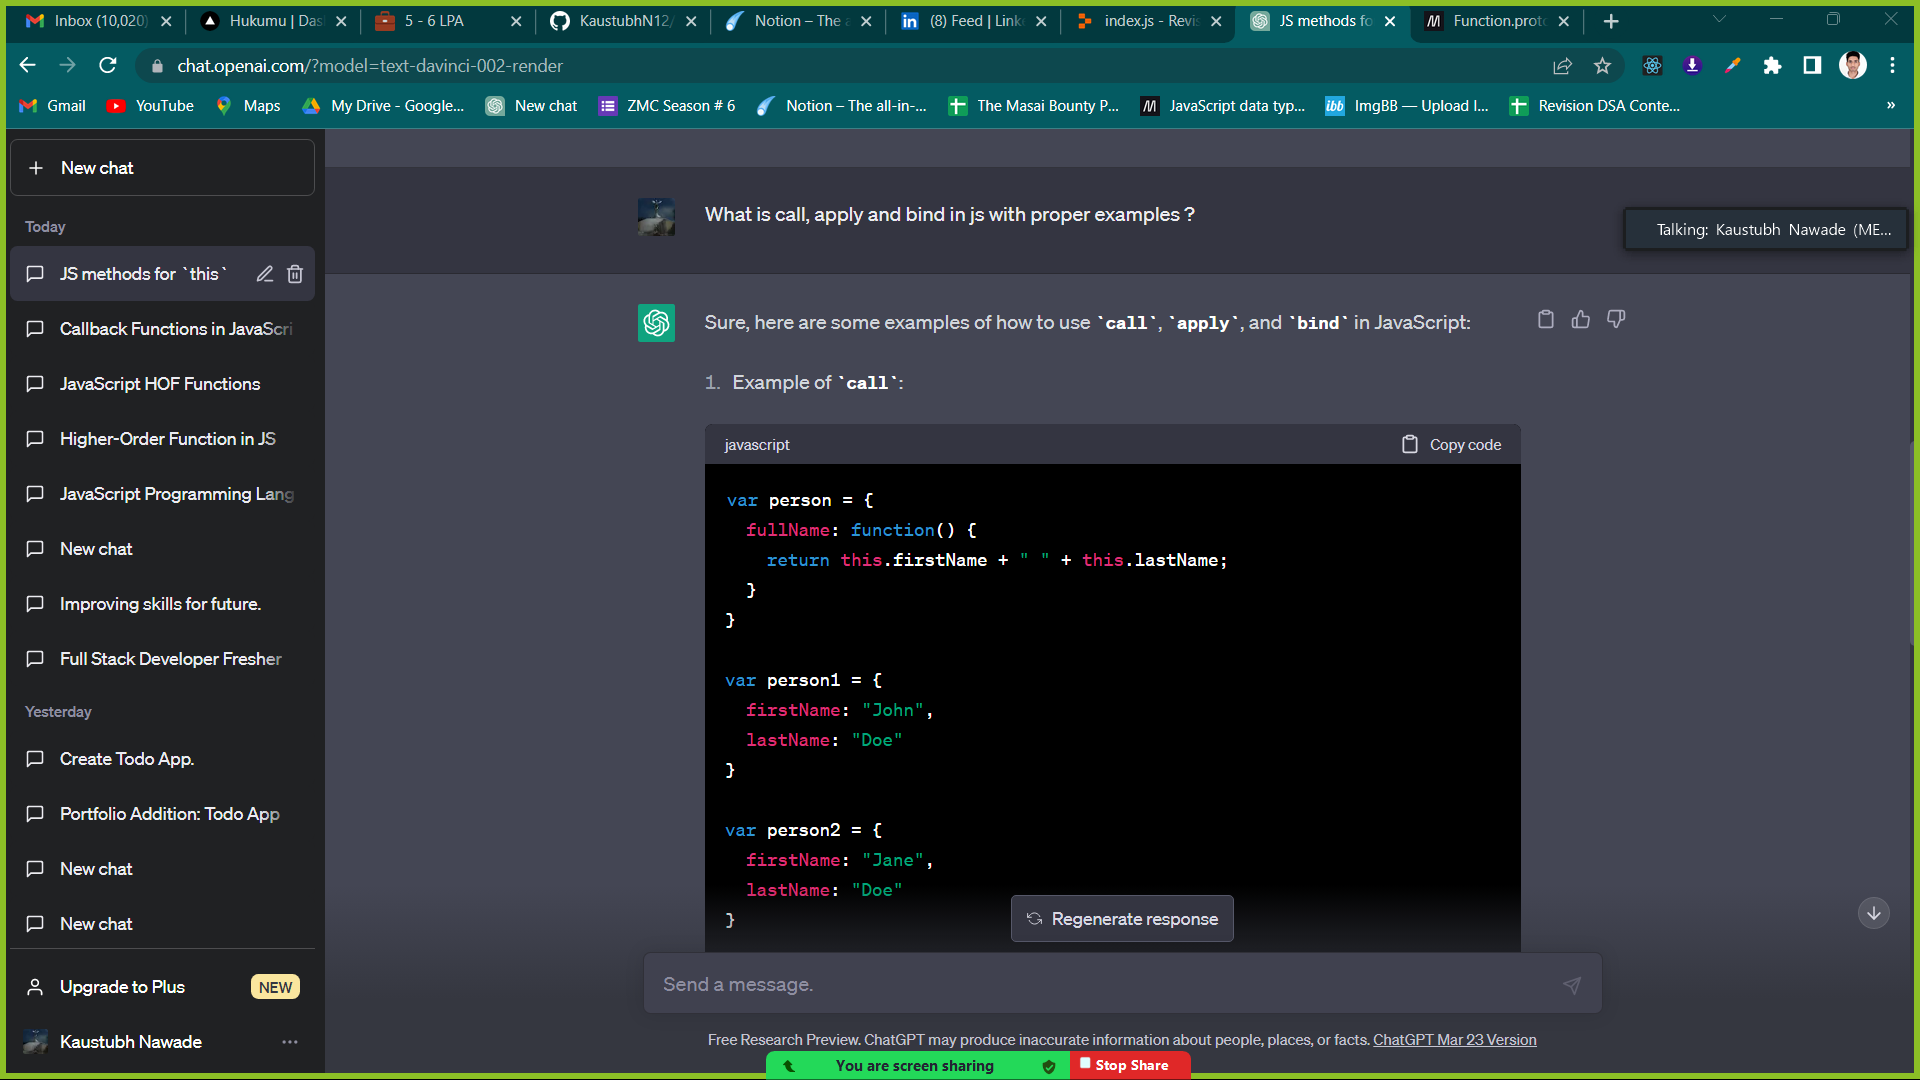 Inbox (10,020)
Hukumu | Das
5 - 6 LPA
KaustubhN12/
Notion – The a
(8) Feed | Link
index.js - Revis
JS methods fo
Function.proto
chat.openai.com/?model=text-davinci-002-render
Gmail
YouTube
Maps
My Drive - Google...
New chat
ZMC Season # 6
Notion – The all-in-...
The Masai Bounty P...
JavaScript data typ...
ibb
ImgBB — Upload I...
Revision DSA Conte...
»
New chat
Today
JS methods for `this`
Callback Functions in JavaScri
JavaScript HOF Functions
Higher-Order Function in JS
JavaScript Programming Lang
New chat
Improving skills for future.
Full Stack Developer Fresher
Yesterday
Create Todo App.
Portfolio Addition: Todo App
New chat
New chat
Upgrade to Plus
NEW
Kaustubh Nawade
What is call, apply and bind in js with proper examples ?
Talking: Kaustubh Nawade (ME...
Sure, here are some examples of how to use `call`, `apply`, and `bind` in JavaScript:
1. Example of `call`:
javascript
Copy code
var person = {
fullName: function() {
return this.firstName + " " + this.lastName;
}
}
var person1 = {
firstName: "John",
lastName: "Doe"
}
var person2 = {
firstName: "Jane",
lastName: "Doe"
}
Regenerate response
Send a message.
Free Research Preview. ChatGPT may produce inaccurate information about people, places, or facts. ChatGPT Mar 23 Version
You are screen sharing
Stop Share